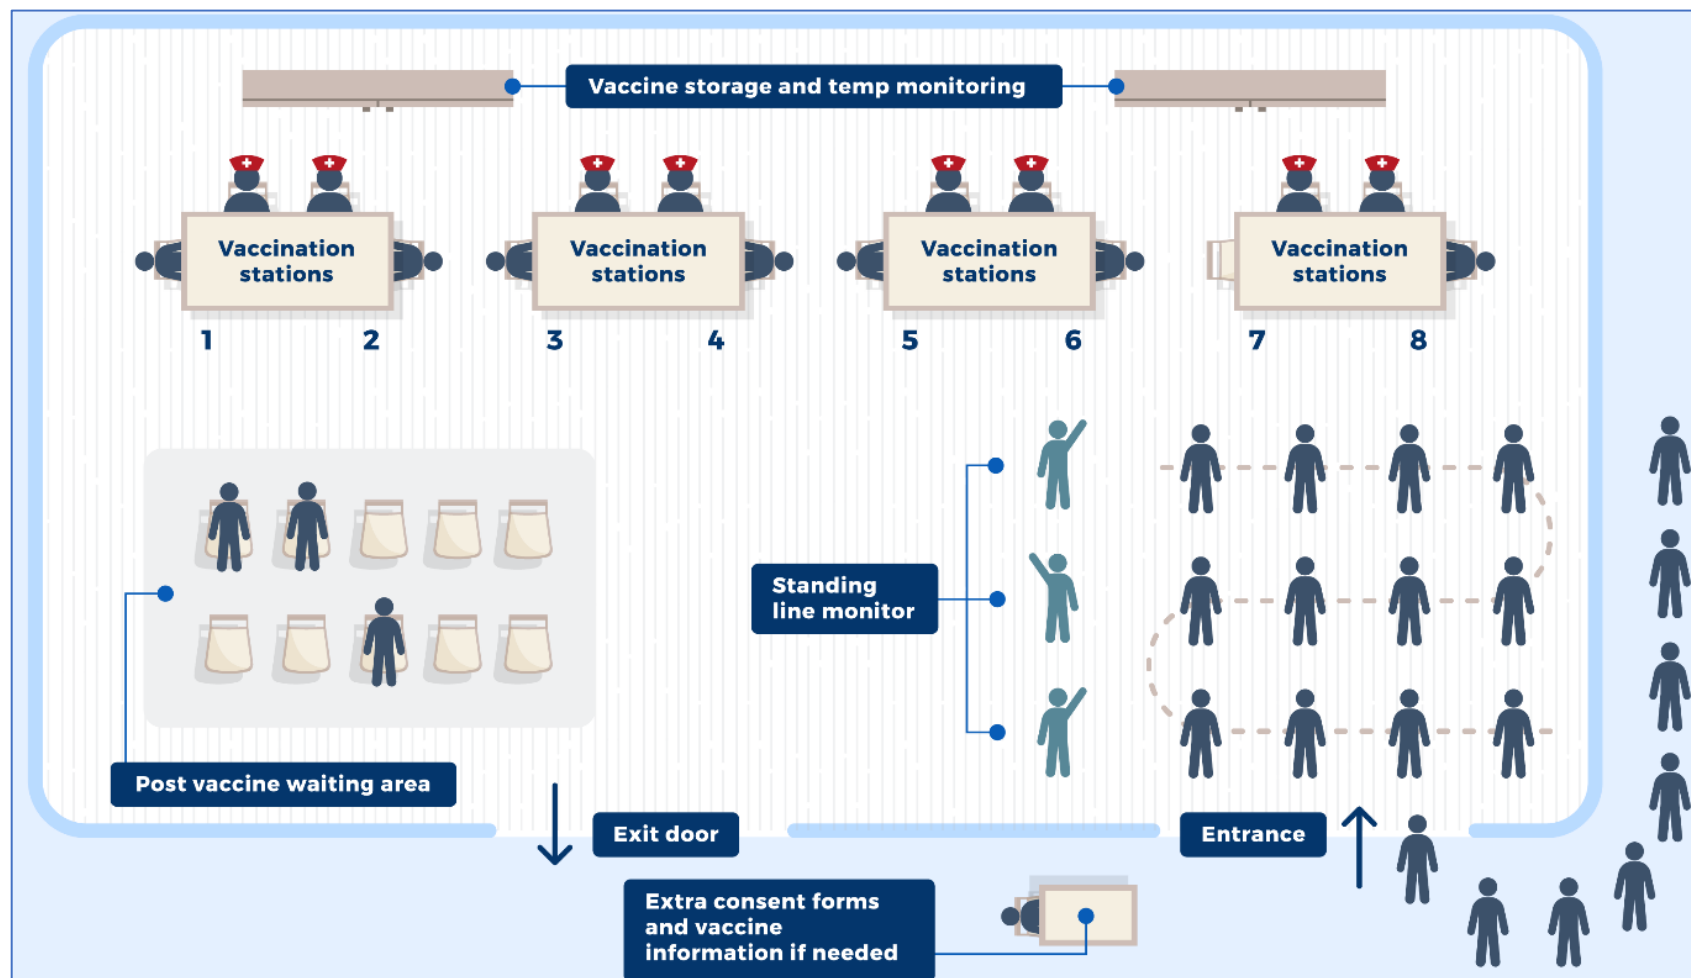 Vaccine storage and temp monitoring
Vaccination
stations
Vaccination
stations
Vaccination
stations
Vaccination
stations
1 2 3 4 5 6 7 8
Standing
line monitor
Post vaccine waiting area
Exit door
Entrance
Extra consent forms
and vaccine
information if needed